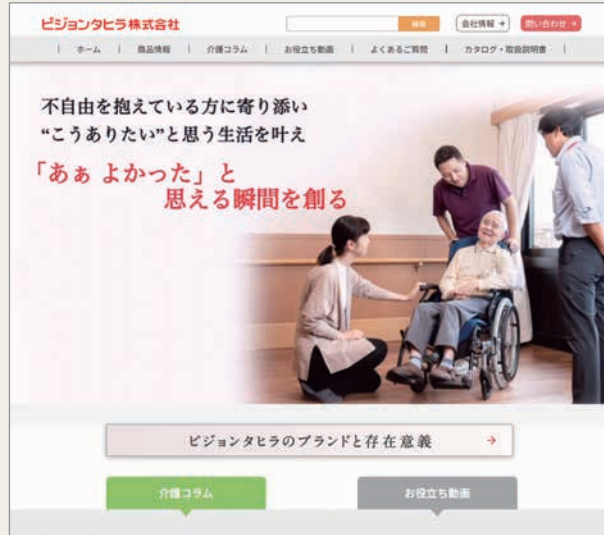 ピジョンタヒラ株式会社
検索
会社情報 →
問い合わせ →
| ホーム | 商品情報 | 介護コラム | お役立ち動画 | よくあるご質問 | カタログ・取扱説明書 |
不自由を抱えている方に寄り添い
“こうありたい”と思う生活を叶え
「あぁ よかった」と
思える瞬間を創る
ピジョンタヒラのブランドと存在意義 →
介護コラム
お役立ち動画